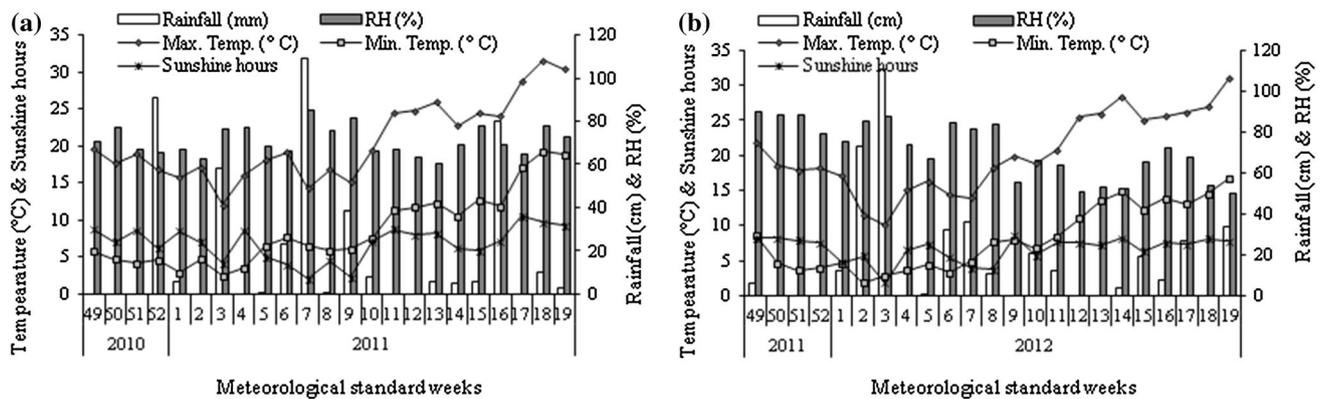 (a)
Rainfall (mm) RH (%)
Max. Temp. (° C) Min. Temp. (° C)
Sunshine hours
Tempearature (°C) & Sunshine hours
35
30
25
20
15
10
5
0
120
100
80
60
40
20
0
Rainfall (cm) & RH (%)
49 50 51 52 1 2 3 4 5 6 7 8 9 10 11 12 13 14 15 16 17 18 19
2010 2011
Meteorological standard weeks
(b)
Rainfall (cm) RH (%)
Max. Temp. (° C) Min. Temp. (° C)
Sunshine hours
Tempearature (°C) & Sunshine hours
35
30
25
20
15
10
5
0
120
100
80
60
40
20
0
Rainfall (cm) & RH (%)
49 50 51 52 1 2 3 4 5 6 7 8 9 10 11 12 13 14 15 16 17 18 19
2011 2012
Meteorological standard weeks